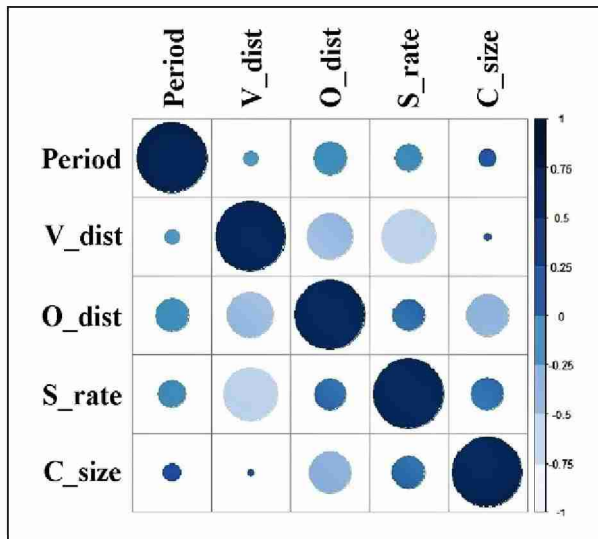 Period
V_dist
O_dist
S_rate
C_size
Period
V_dist
O_dist
S_rate
C_size
1
0.75
0.5
0.25
0
-0.25
-0.5
-0.75
-1